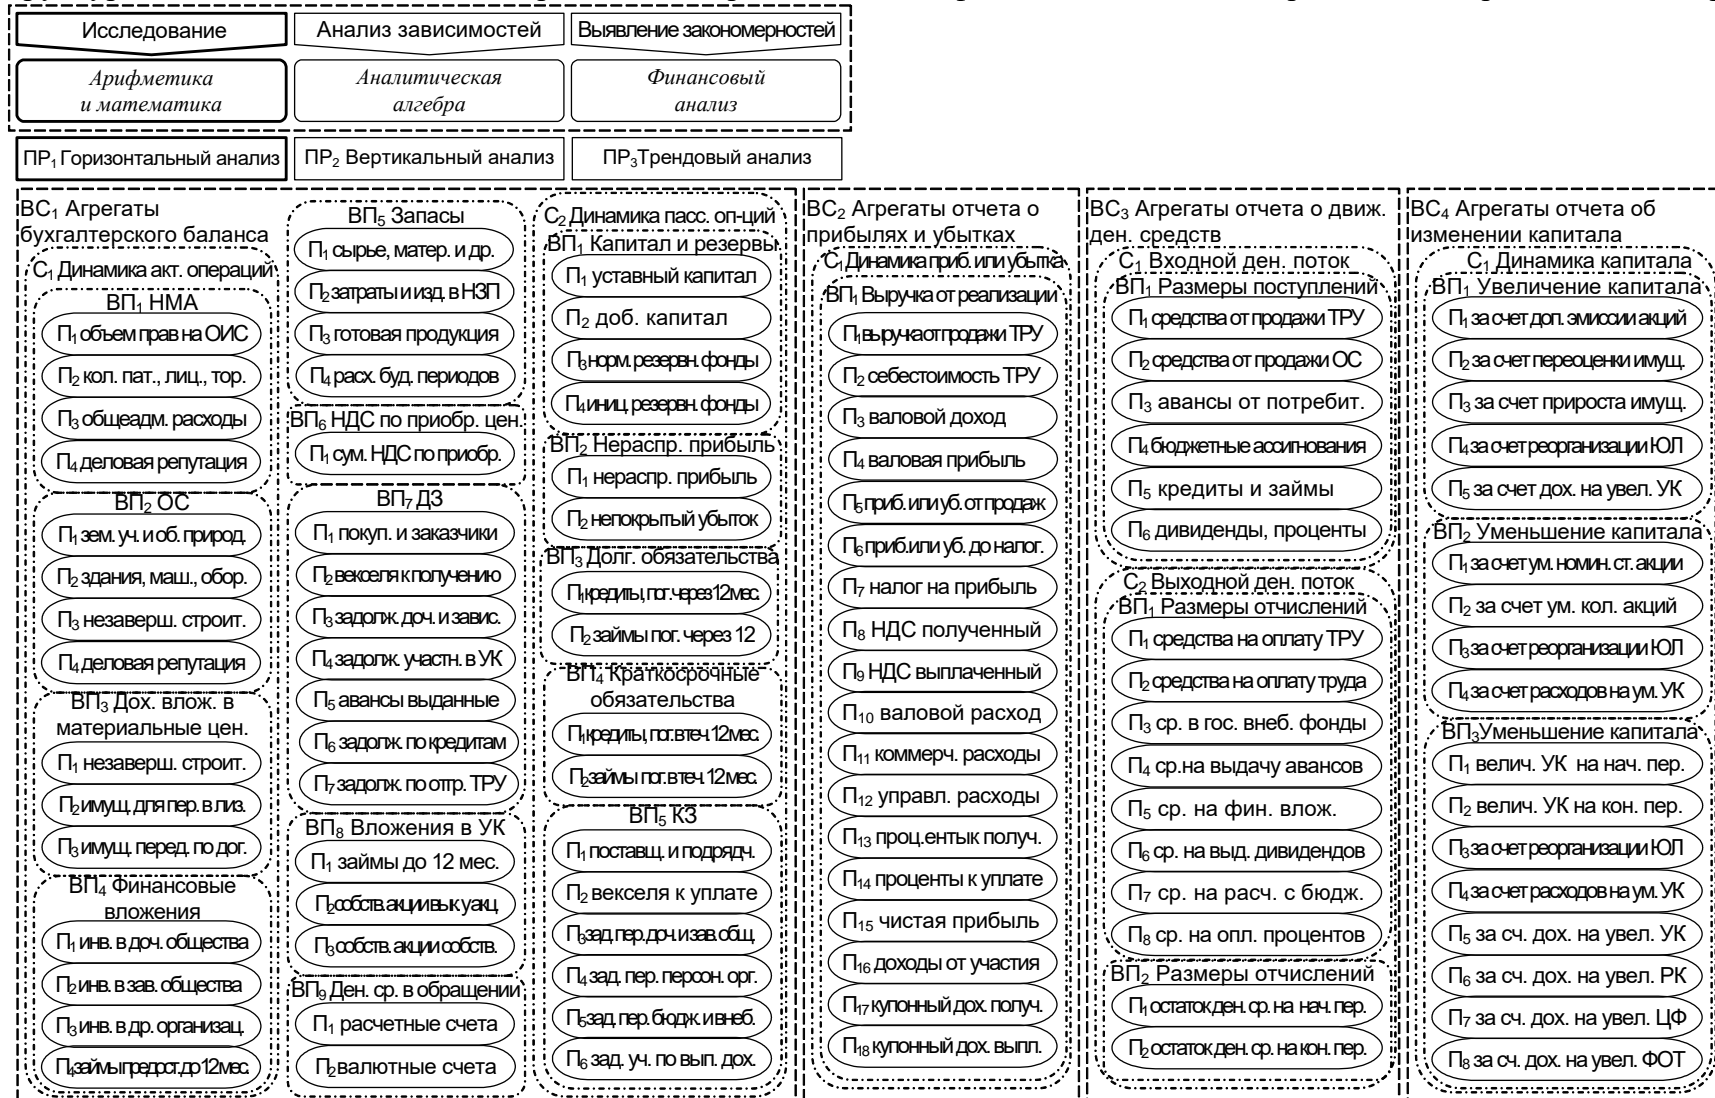 Исследование
Анализ зависимостей
Выявление закономерностей
Арифметика
и математика
Аналитическая
алгебра
Финансовый
анализ
ПР₁ Горизонтальный анализ
ПР₂ Вертикальный анализ
ПР₃Трендовый анализ
ВС₁ Агрегаты
бухгалтерского баланса
С₁ Динамика акт. операций
ВП₁ НМА
П₁ объем прав на ОИС
П₂ кол. пат., лиц., тор.
П₃ общеадм. расходы
П₄ деловая репутация
ВП₂ ОС
П₁ зем. уч. и об. природ.
П₂ здания, маш., обор.
П₃ незаверш. строит.
П₄ деловая репутация
ВП₃ Дох. влож. в
материальные цен.
П₁ незаверш. строит.
П₂ имущ. для пер. в лиз.
П₃ имущ. перед. по дог.
ВП₄ Финансовые
вложения
П₁ инв. в доч. общества
П₂ инв. в зав. общества
П₃ инв. в др. организац.
П₄ займы предост. до 12 мес.
ВП₅ Запасы
П₁ сырье, матер. и др.
П₂ затраты и изд. в НЗП
П₃ готовая продукция
П₄ расх. буд. периодов
ВП₆ НДС по приобр. цен.
П₁ сум. НДС по приобр.
ВП₇ ДЗ
П₁ покуп. и заказчики
П₂ векселя к получению
П₃ задолж. доч. и завис.
П₄ задолж. участн. в УК
П₅ авансы выданные
П₆ задолж. по кредитам
П₇ задолж. по отгр. ТРУ
ВП₈ Вложения в УК
П₁ займы до 12 мес.
П₂ собств. акции вык у акц.
П₃ собств. акции собств.
ВП₉ Ден. ср. в обращении
П₁ расчетные счета
П₂ валютные счета
С₂ Динамика пасс. оп-ций
ВП₁ Капитал и резервы
П₁ уставный капитал
П₂ доб. капитал
П₃ норм. резервн. фонды
П₄ иниц. резервн. фонды
ВП₂ Нераспр. прибыль
П₁ нераспр. прибыль
П₂ непокрытый убыток
ВП₃ Долг. обязательства
П₁ кредиты, пог. через 12 мес.
П₂ займы пог. через 12
ВП₄ Краткосрочные
обязательства
П₁ кредиты, пог. в теч. 12 мес.
П₂ займы пог. в теч. 12 мес.
ВП₅ КЗ
П₁ поставщ. и подрядч.
П₂ векселя к уплате
П₃ зад. пер. доч. и зав. общ.
П₄ зад. пер. персон. орг.
П₅ зад. пер. бюдж. и внеб.
П₆ зад. уч. по вып. дох.
ВС₂ Агрегаты отчета о
прибылях и убытках
С₁ Динамика приб. или убытка
ВП₁ Выручка от реализации
П₁ выручка от продажи ТРУ
П₂ себестоимость ТРУ
П₃ валовой доход
П₄ валовая прибыль
П₅ приб. или уб. от продаж
П₆ приб. или уб. до налог.
П₇ налог на прибыль
П₈ НДС полученный
П₉ НДС выплаченный
П₁₀ валовой расход
П₁₁ коммерч. расходы
П₁₂ управл. расходы
П₁₃ проц.енты к получ.
П₁₄ проценты к уплате
П₁₅ чистая прибыль
П₁₆ доходы от участия
П₁₇ купонный дох. получ.
П₁₈ купонный дох. выпл.
ВС₃ Агрегаты отчета о движ.
ден. средств
С₁ Входной ден. поток
ВП₁ Размеры поступлений
П₁ средства от продажи ТРУ
П₂ средства от продажи ОС
П₃ авансы от потребит.
П₄ бюджетные ассигнования
П₅ кредиты и займы
П₆ дивиденды, проценты
С₂ Выходной ден. поток
ВП₁ Размеры отчислений
П₁ средства на оплату ТРУ
П₂ средства на оплату труда
П₃ ср. в гос. внеб. фонды
П₄ ср.на выдачу авансов
П₅ ср. на фин. влож.
П₆ ср. на выд. дивидендов
П₇ ср. на расч. с бюдж.
П₈ ср. на опл. процентов
ВП₂ Размеры отчислений
П₁ остаток ден. ср. на нач. пер.
П₂ остаток ден. ср. на кон. пер.
ВС₄ Агрегаты отчета об
изменении капитала
С₁ Динамика капитала
ВП₁ Увеличение капитала
П₁ за счет доп. эмиссии акций
П₂ за счет переоценки имущ.
П₃ за счет прироста имущ.
П₄ за счет реорганизации ЮЛ
П₅ за счет дох. на увел. УК
ВП₂ Уменьшение капитала
П₁ за счет ум. номин. ст. акции
П₂ за счет ум. кол. акций
П₃ за счет реорганизации ЮЛ
П₄ за счет расходов на ум. УК
ВП₃Уменьшение капитала
П₁ велич. УК на нач. пер.
П₂ велич. УК на кон. пер.
П₃ за счет реорганизации ЮЛ
П₄ за счет расходов на ум. УК
П₅ за сч. дох. на увел. УК
П₆ за сч. дох. на увел. РК
П₇ за сч. дох. на увел. ЦФ
П₈ за сч. дох. на увел. ФОТ